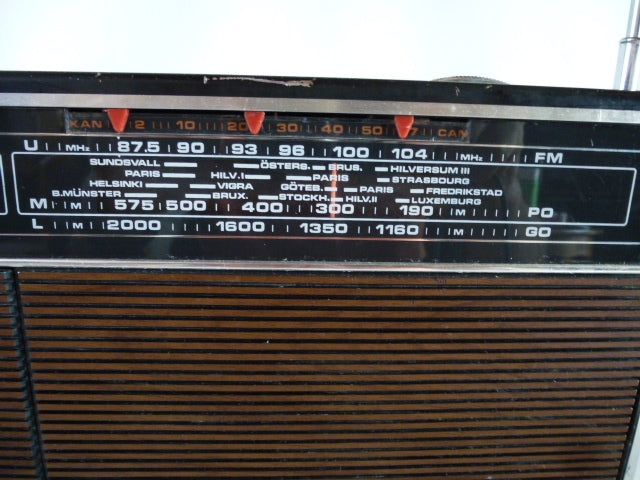 KAN 2 10 20 30 40 50 57 CAN
U MHz 87.5 90 93 96 100 104 MHz FM
SUNDSVALL ÖSTERS. BRUS. HILVERSUM III
PARIS HILV.I PARIS STRASBOURG
HELSINKI VIGRA GÖTEB. PARIS FREDRIKSTAD
B.MÜNSTER BRUX. STOCKH. HILV.II LUXEMBURG
M M 575 500 400 300 190 M PO
L M 2000 1600 1350 1160 M GO